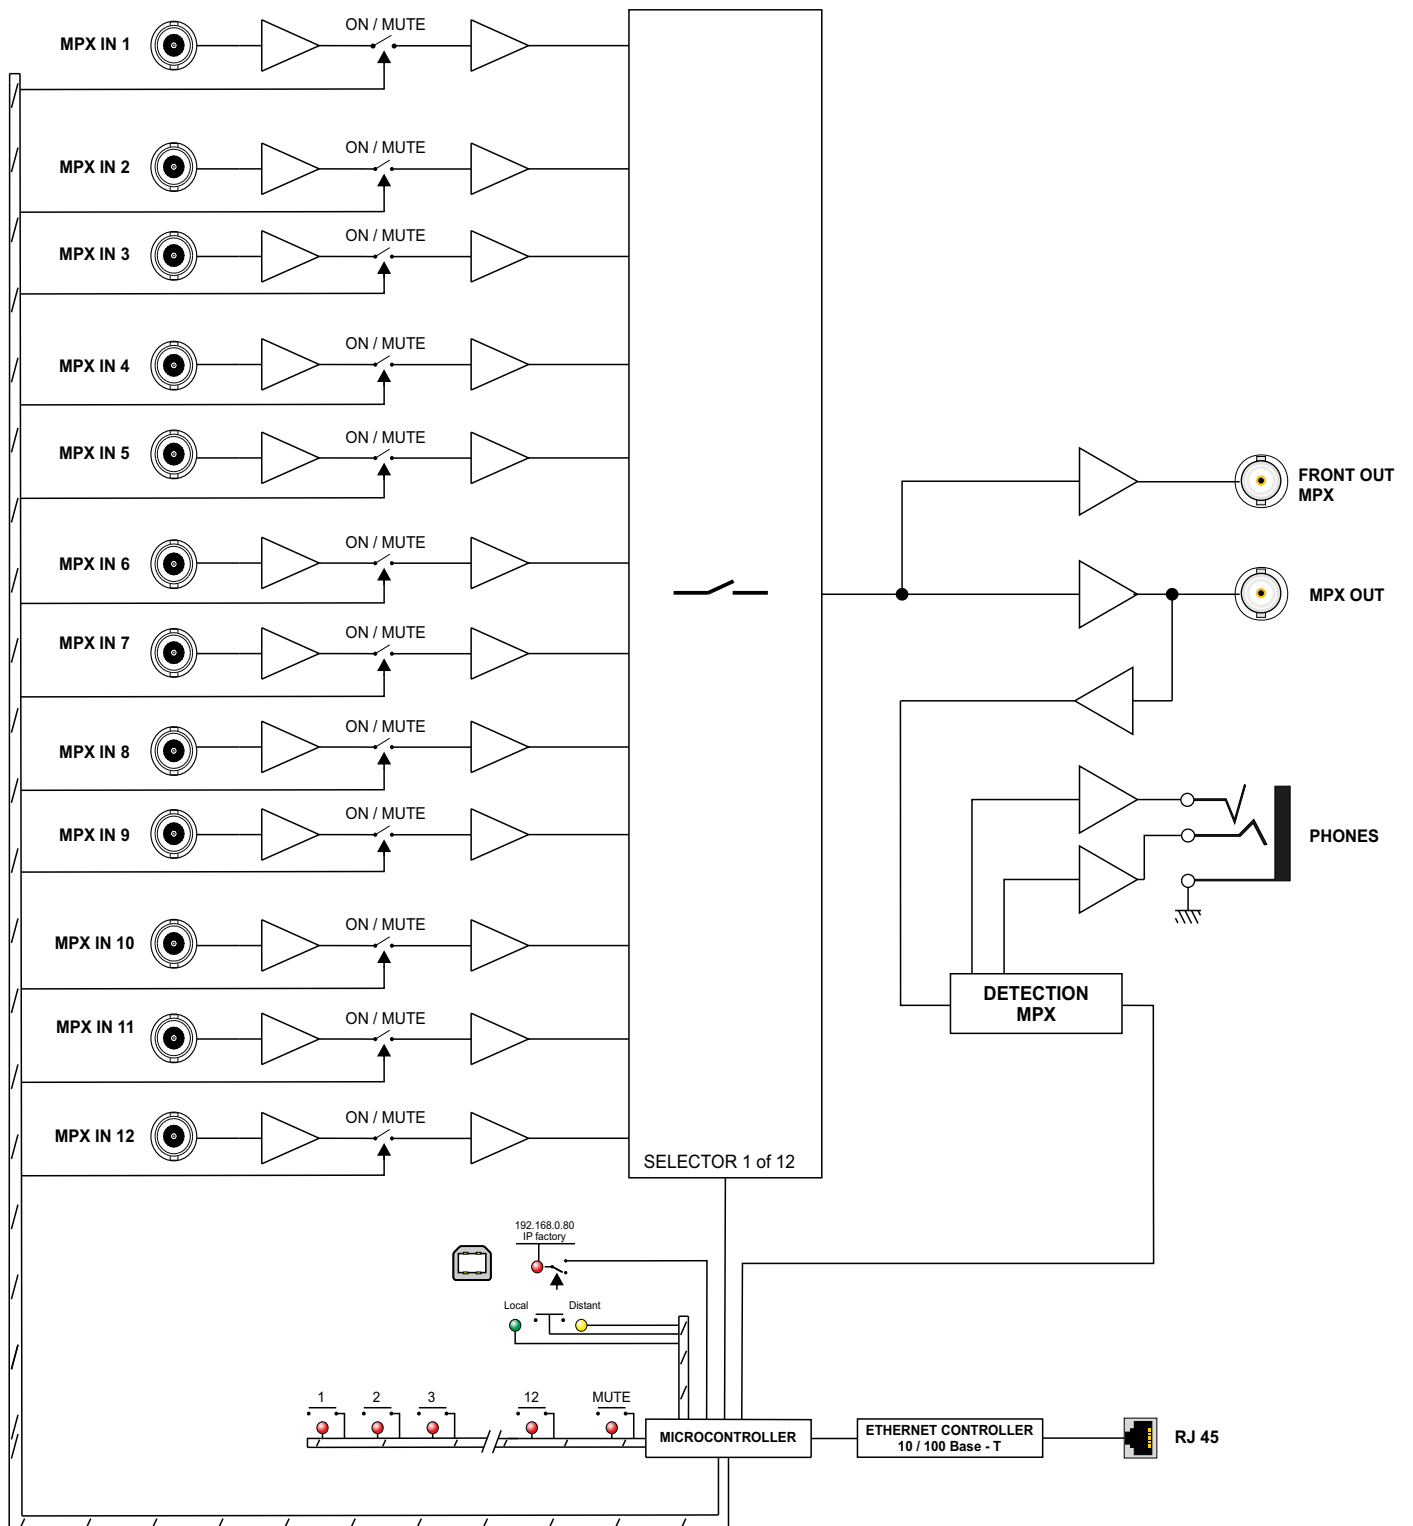 ON / MUTE
MPX IN 1
ON / MUTE
MPX IN 2
ON / MUTE
MPX IN 3
ON / MUTE
MPX IN 4
ON / MUTE
MPX IN 5
ON / MUTE
MPX IN 6
ON / MUTE
MPX IN 7
ON / MUTE
MPX IN 8
ON / MUTE
MPX IN 9
ON / MUTE
MPX IN 10
ON / MUTE
MPX IN 11
ON / MUTE
MPX IN 12
SELECTOR 1 of 12
FRONT OUT
MPX
MPX OUT
PHONES
DETECTION
MPX
192.168.0.80
IP factory
Local
Distant
1
2
3
12
MUTE
MICROCONTROLLER
ETHERNET CONTROLLER
10 / 100 Base - T
RJ 45